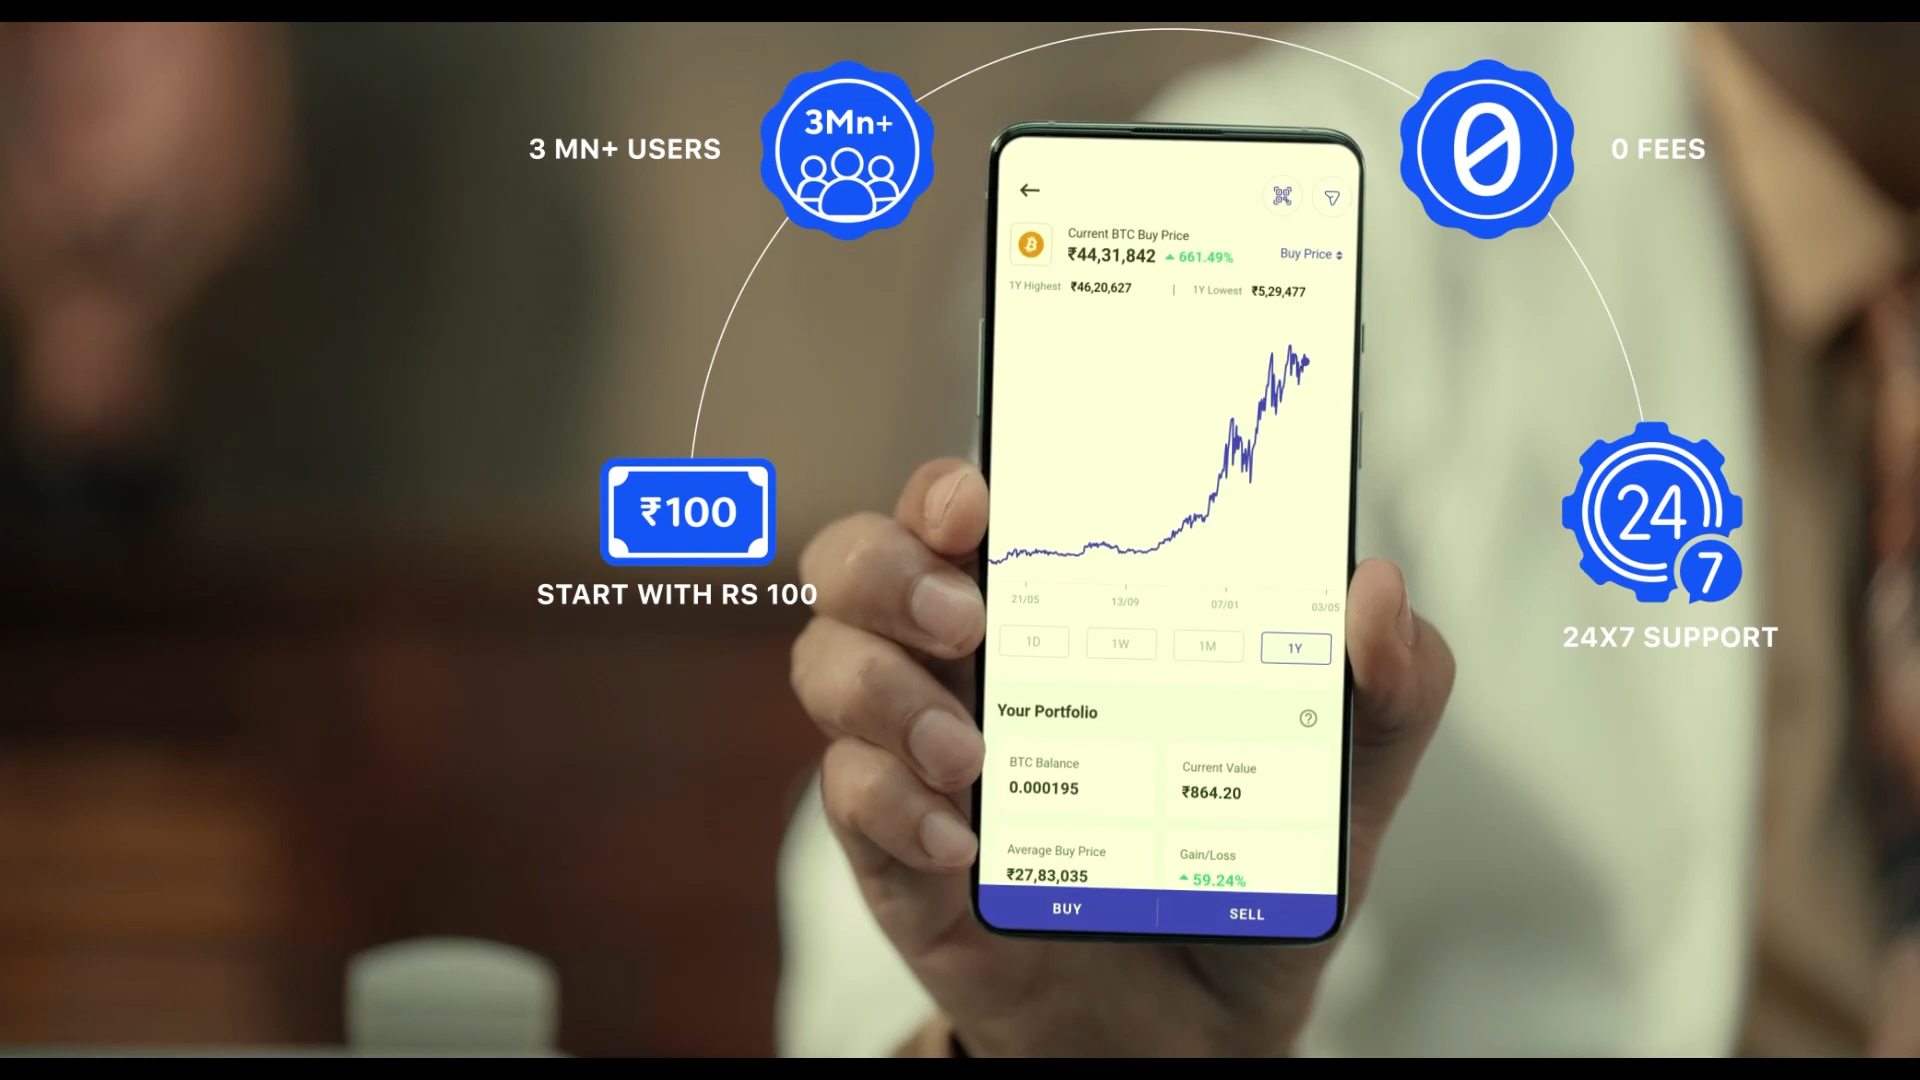 3Mn+
3 MN+ USERS
0
0 FEES
₹100
START WITH RS 100
24
7
24X7 SUPPORT
Current BTC Buy Price
₹44,31,842 661.49%
Buy Price
1Y Highest ₹46,20,627 | 1Y Lowest ₹5,29,477
21/05 13/09 07/01 03/05
1D 1W 1M 1Y
Your Portfolio
BTC Balance
0.000195
Current Value
₹864.20
Average Buy Price
₹27,83,035
Gain/Loss
59.24%
BUY SELL